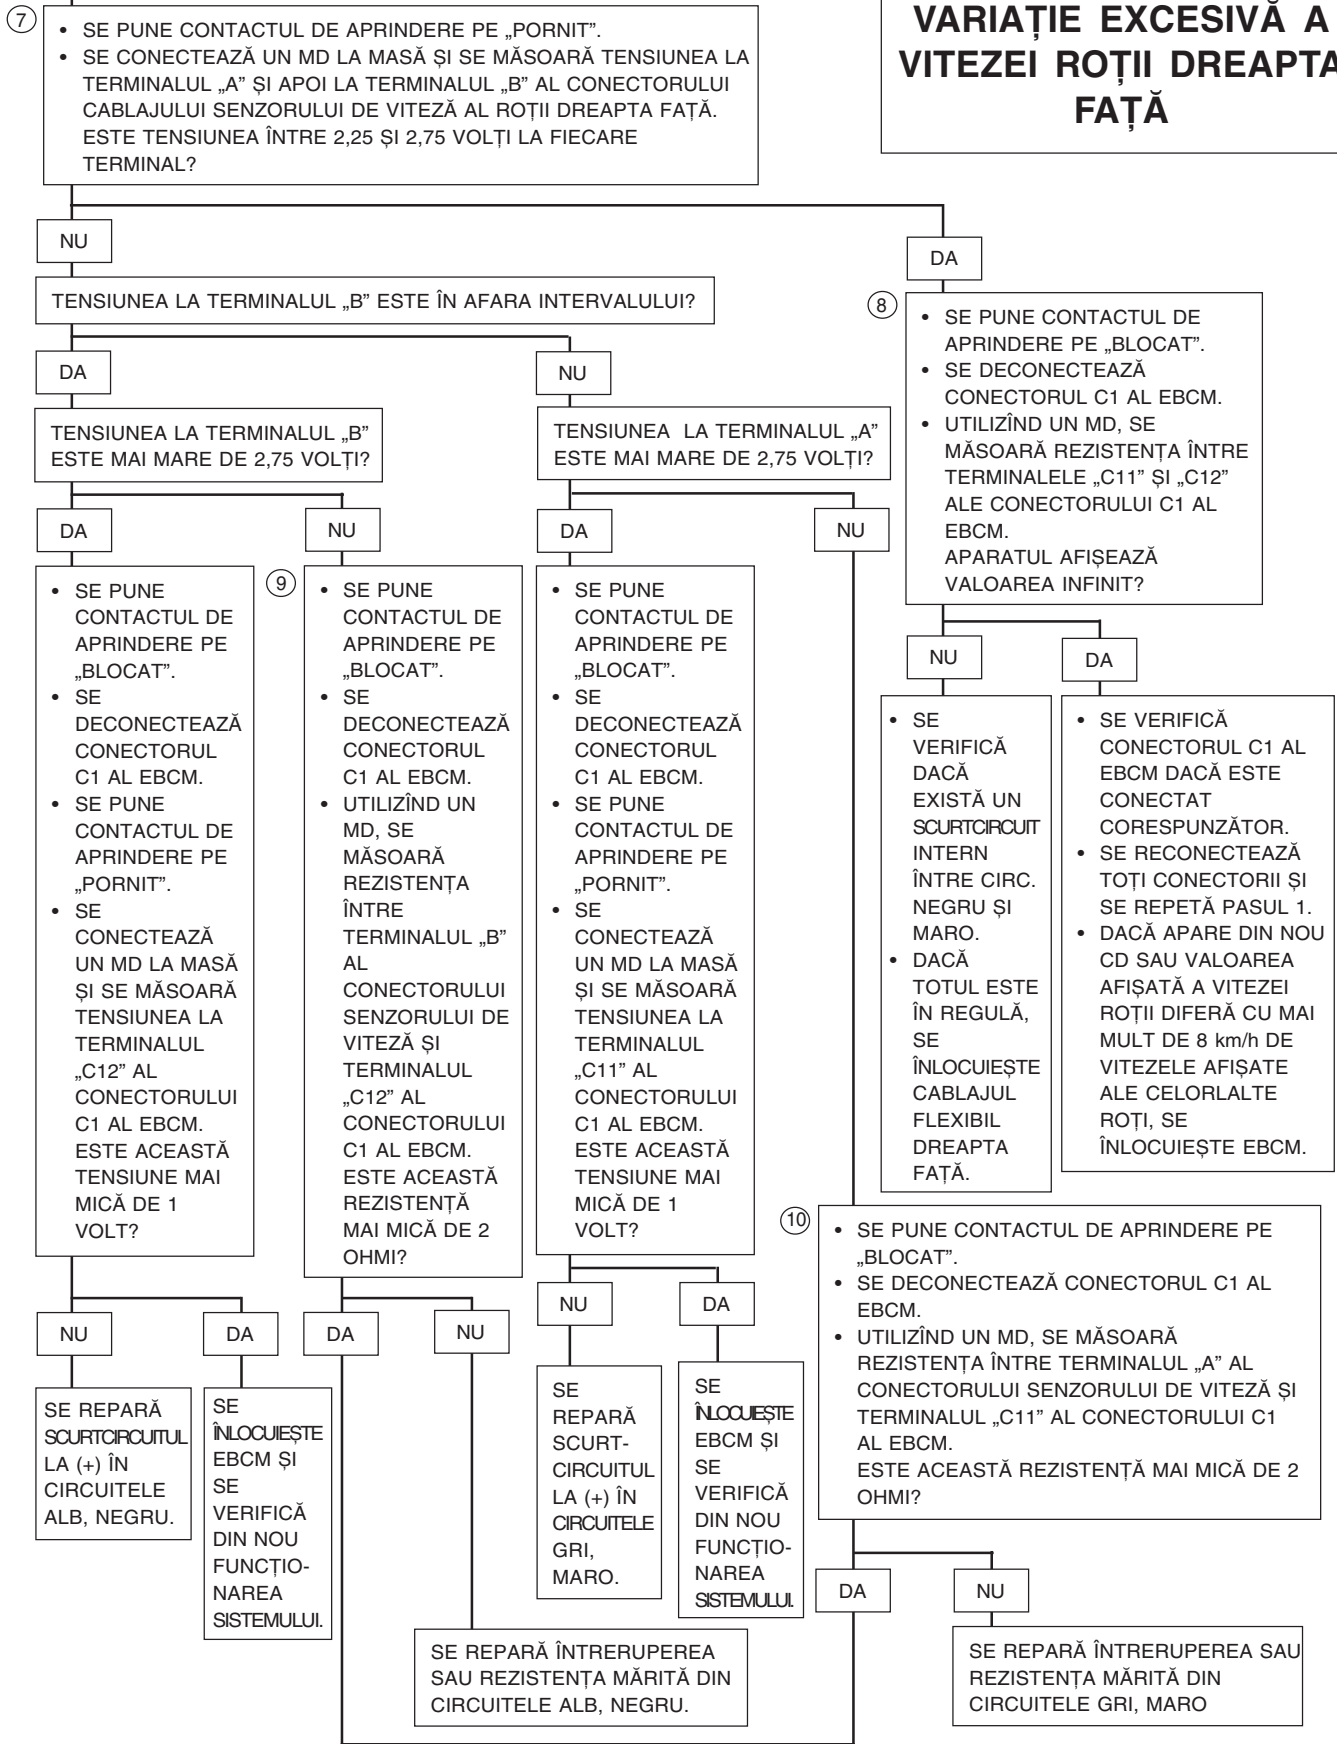 VARIAȚIE EXCESIVĂ A
VITEZEI ROȚII DREAPTA
FAȚĂ
7
• SE PUNE CONTACTUL DE APRINDERE PE „PORNIT”.
• SE CONECTEAZĂ UN MD LA MASĂ ȘI SE MĂSOARĂ TENSIUNEA LA
TERMINALUL „A” ȘI APOI LA TERMINALUL „B” AL CONECTORULUI
CABLAJULUI SENZORULUI DE VITEZĂ AL ROȚII DREAPTA FAȚĂ.
ESTE TENSIUNEA ÎNTRE 2,25 ȘI 2,75 VOLȚI LA FIECARE
TERMINAL?
NU
DA
TENSIUNEA LA TERMINALUL „B” ESTE ÎN AFARA INTERVALULUI?
8
• SE PUNE CONTACTUL DE
APRINDERE PE „BLOCAT”.
• SE DECONECTEAZĂ
CONECTORUL C1 AL EBCM.
• UTILIZÎND UN MD, SE
MĂSOARĂ REZISTENȚA ÎNTRE
TERMINALELE „C11” ȘI „C12”
ALE CONECTORULUI C1 AL
EBCM.
APARATUL AFIȘEAZĂ
VALOAREA INFINIT?
DA
NU
TENSIUNEA LA TERMINALUL „B”
ESTE MAI MARE DE 2,75 VOLȚI?
TENSIUNEA LA TERMINALUL „A”
ESTE MAI MARE DE 2,75 VOLȚI?
DA
NU
DA
NU
• SE PUNE
CONTACTUL DE
APRINDERE PE
„BLOCAT”.
• SE
DECONECTEAZĂ
CONECTORUL
C1 AL EBCM.
• SE PUNE
CONTACTUL DE
APRINDERE PE
„PORNIT”.
• SE
CONECTEAZĂ
UN MD LA MASĂ
ȘI SE MĂSOARĂ
TENSIUNEA LA
TERMINALUL
„C12” AL
CONECTORULUI
C1 AL EBCM.
ESTE ACEASTĂ
TENSIUNE MAI
MICĂ DE 1
VOLT?
9
• SE PUNE
CONTACTUL DE
APRINDERE PE
„BLOCAT”.
• SE
DECONECTEAZĂ
CONECTORUL
C1 AL EBCM.
• UTILIZÎND UN
MD, SE
MĂSOARĂ
REZISTENȚA
ÎNTRE
TERMINALUL „B”
AL
CONECTORULUI
SENZORULUI DE
VITEZĂ ȘI
TERMINALUL
„C12” AL
CONECTORULUI
C1 AL EBCM.
ESTE ACEASTĂ
REZISTENȚĂ
MAI MICĂ DE 2
OHMI?
• SE PUNE
CONTACTUL DE
APRINDERE PE
„BLOCAT”.
• SE
DECONECTEAZĂ
CONECTORUL
C1 AL EBCM.
• SE PUNE
CONTACTUL DE
APRINDERE PE
„PORNIT”.
• SE
CONECTEAZĂ
UN MD LA MASĂ
ȘI SE MĂSOARĂ
TENSIUNEA LA
TERMINALUL
„C11” AL
CONECTORULUI
C1 AL EBCM.
ESTE ACEASTĂ
TENSIUNE MAI
MICĂ DE 1
VOLT?
NU
DA
• SE
VERIFICĂ
DACĂ
EXISTĂ UN
SCURTCIRCUIT
INTERN
ÎNTRE CIRC.
NEGRU ȘI
MARO.
• DACĂ
TOTUL ESTE
ÎN REGULĂ,
SE
ÎNLOCUIEȘTE
CABLAJUL
FLEXIBIL
DREAPTA
FAȚĂ.
• SE VERIFICĂ
CONECTORUL C1 AL
EBCM DACĂ ESTE
CONECTAT
CORESPUNZĂTOR.
• SE RECONECTEAZĂ
TOȚI CONECTORII ȘI
SE REPETĂ PASUL 1.
• DACĂ APARE DIN NOU
CD SAU VALOAREA
AFIȘATĂ A VITEZEI
ROȚII DIFERĂ CU MAI
MULT DE 8 km/h DE
VITEZELE AFIȘATE
ALE CELORLALTE
ROȚI, SE
ÎNLOCUIEȘTE EBCM.
10
• SE PUNE CONTACTUL DE APRINDERE PE
„BLOCAT”.
• SE DECONECTEAZĂ CONECTORUL C1 AL
EBCM.
• UTILIZÎND UN MD, SE MĂSOARĂ
REZISTENȚA ÎNTRE TERMINALUL „A” AL
CONECTORULUI SENZORULUI DE VITEZĂ ȘI
TERMINALUL „C11” AL CONECTORULUI C1
AL EBCM.
ESTE ACEASTĂ REZISTENȚĂ MAI MICĂ DE 2
OHMI?
NU
DA
DA
NU
NU
DA
SE REPARĂ
SCURTCIRCUITUL
LA (+) ÎN
CIRCUITELE
ALB, NEGRU.
SE
ÎNLOCUIEȘTE
EBCM ȘI
SE
VERIFICĂ
DIN NOU
FUNCȚIO-
NAREA
SISTEMULUI.
SE
REPARĂ
SCURT-
CIRCUITUL
LA (+) ÎN
CIRCUITELE
GRI,
MARO.
SE
ÎNLOCUIEȘTE
EBCM ȘI
SE
VERIFICĂ
DIN NOU
FUNCȚIO-
NAREA
SISTEMULUI.
DA
NU
SE REPARĂ ÎNTRERUPEREA
SAU REZISTENȚA MĂRITĂ DIN
CIRCUITELE ALB, NEGRU.
SE REPARĂ ÎNTRERUPEREA SAU
REZISTENȚA MĂRITĂ DIN
CIRCUITELE GRI, MARO